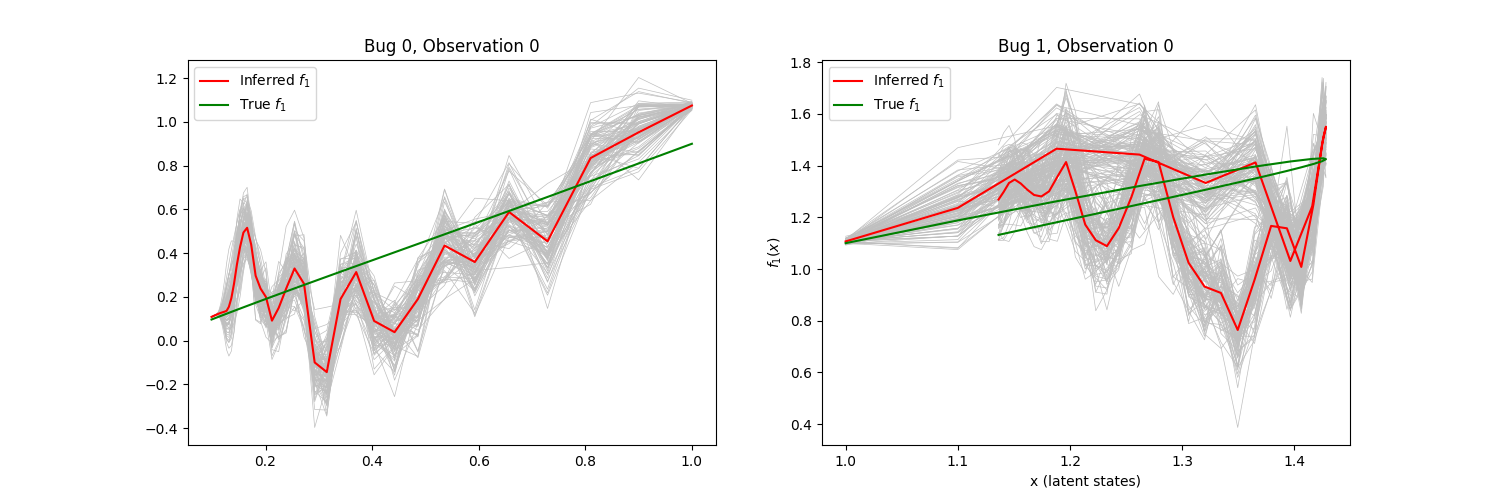 Bug 0, Observation 0
Inferred f₁
True f₁
1.2
1.0
0.8
0.6
0.4
0.2
0.0
−0.2
−0.4
0.2 0.4 0.6 0.8 1.0
Bug 1, Observation 0
Inferred f₁
True f₁
f₁(x)
1.8
1.6
1.4
1.2
1.0
0.8
0.6
0.4
1.0 1.1 1.2 1.3 1.4
x (latent states)